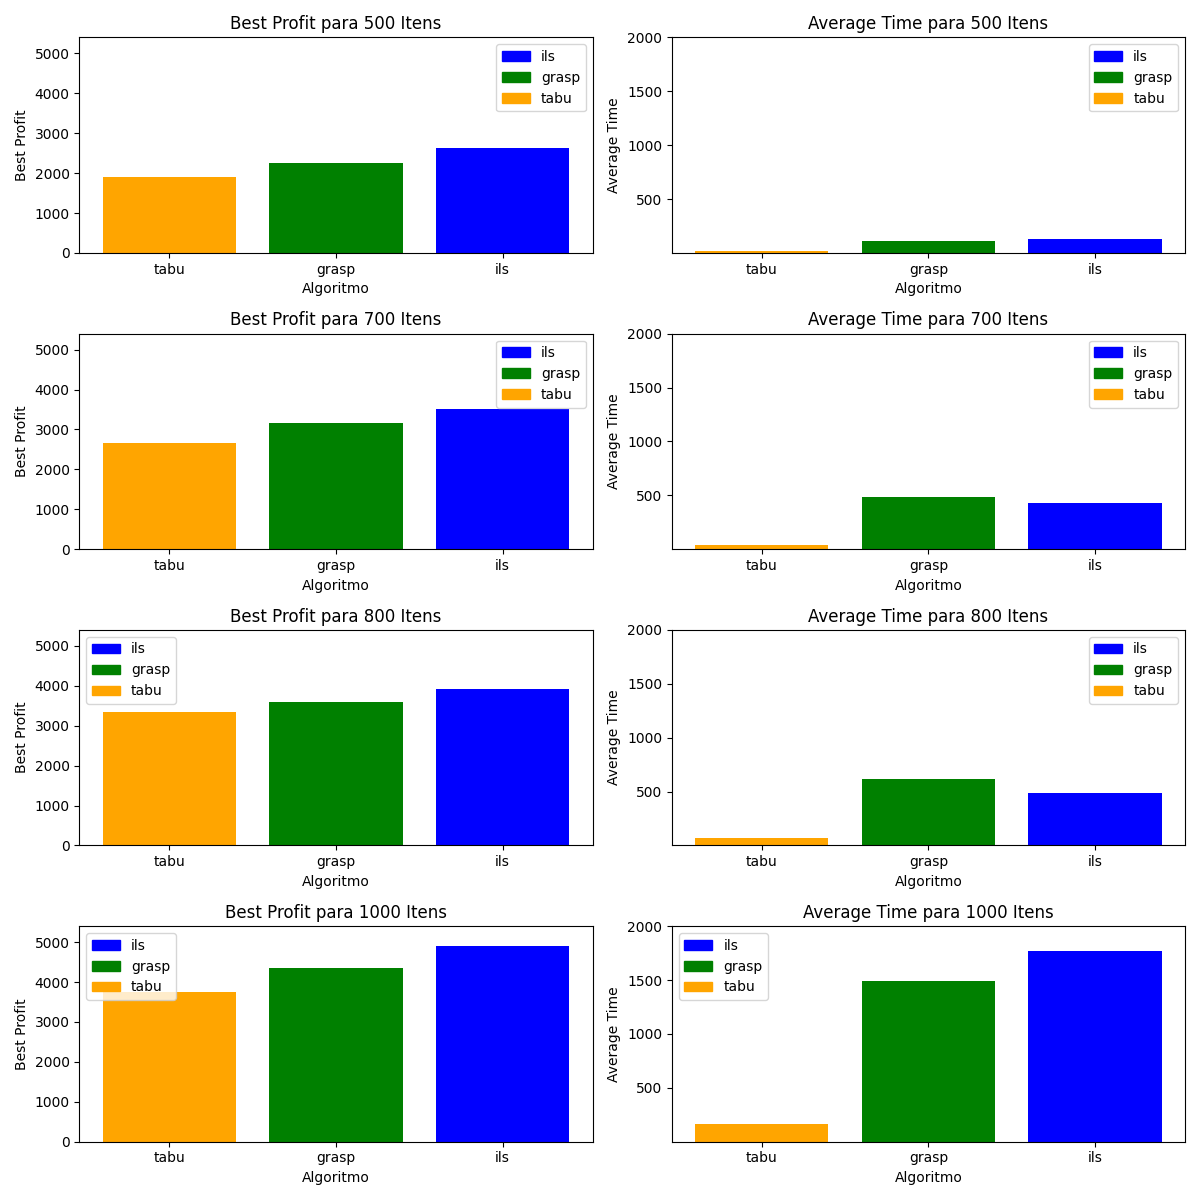 Best Profit para 500 Itens
Best Profit
5000
4000
3000
2000
1000
0
ils
grasp
tabu
tabu grasp ils
Algoritmo
Average Time para 500 Itens
Average Time
2000
1500
1000
500
ils
grasp
tabu
tabu grasp ils
Algoritmo
Best Profit para 700 Itens
Best Profit
5000
4000
3000
2000
1000
0
ils
grasp
tabu
tabu grasp ils
Algoritmo
Average Time para 700 Itens
Average Time
2000
1500
1000
500
ils
grasp
tabu
tabu grasp ils
Algoritmo
Best Profit para 800 Itens
Best Profit
5000
4000
3000
2000
1000
0
ils
grasp
tabu
tabu grasp ils
Algoritmo
Average Time para 800 Itens
Average Time
2000
1500
1000
500
ils
grasp
tabu
tabu grasp ils
Algoritmo
Best Profit para 1000 Itens
Best Profit
5000
4000
3000
2000
1000
0
ils
grasp
tabu
tabu grasp ils
Algoritmo
Average Time para 1000 Itens
Average Time
2000
1500
1000
500
ils
grasp
tabu
tabu grasp ils
Algoritmo